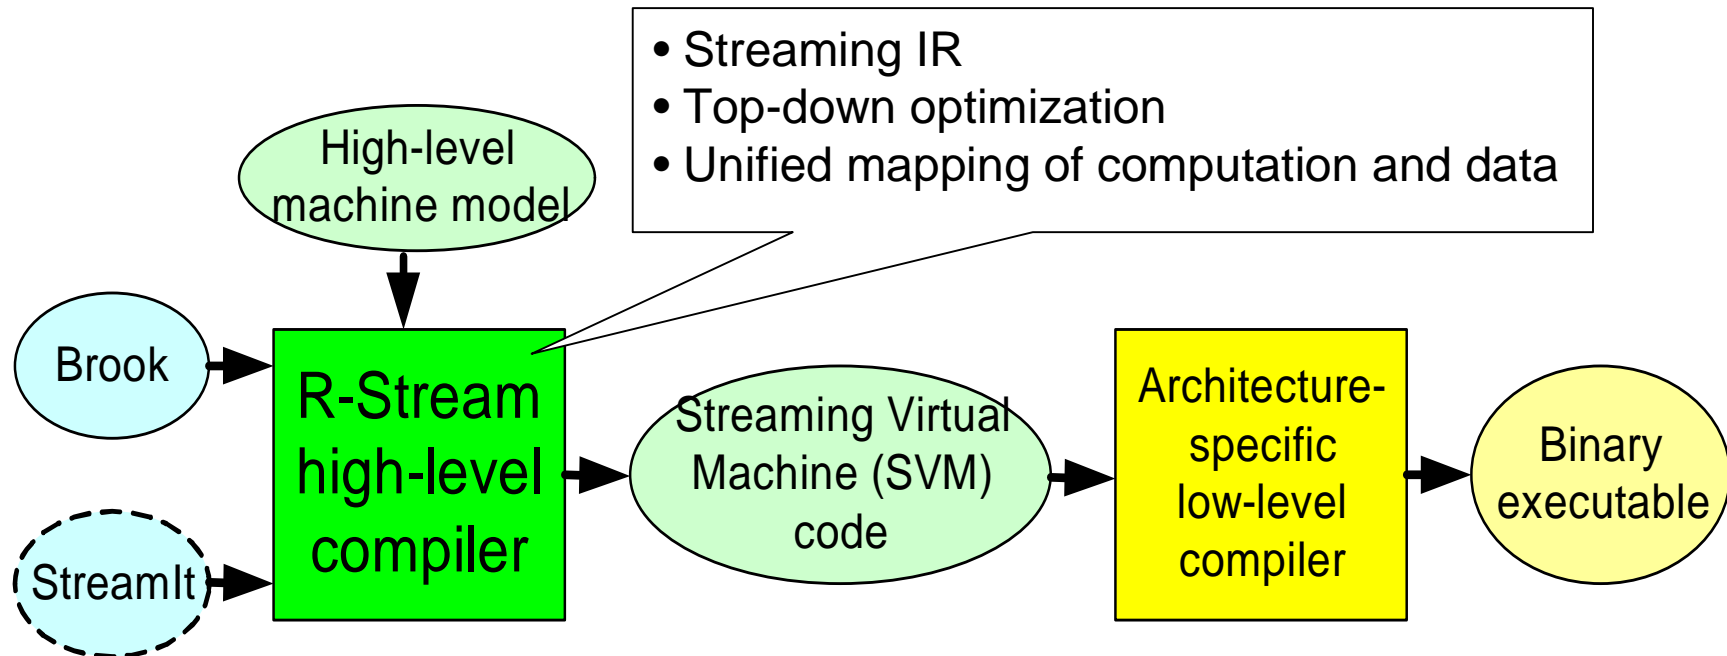 • Streaming IR
• Top-down optimization
• Unified mapping of computation and data
High-level
machine model
Brook
StreamIt
R-Stream
high-level
compiler
Streaming Virtual
Machine (SVM)
code
Architecture-
specific
low-level
compiler
Binary
executable